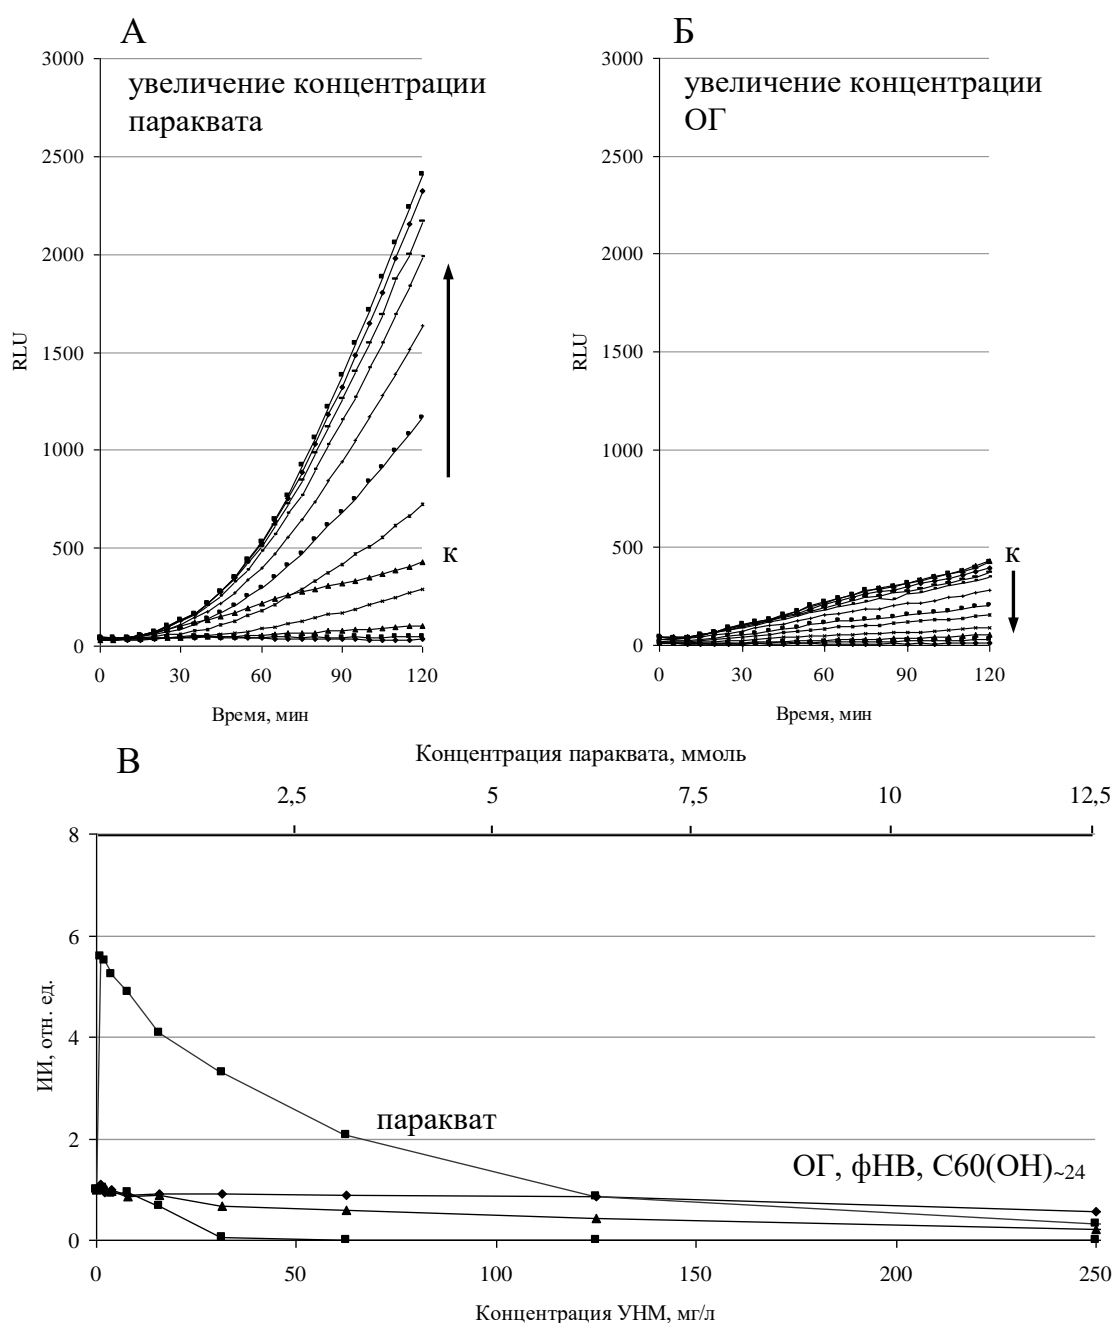 А
Б
увеличение концентрации
параквата
увеличение концентрации
ОГ
3000
2500
2000
1500
1000
500
0
RLU
к
0 30 60 90 120
Время, мин
3000
2500
2000
1500
1000
500
0
RLU
к
0 30 60 90 120
Время, мин
В
Концентрация параквата, ммоль
2,5 5 7,5 10 12,5
8
6
4
2
0
ИИ, отн. ед.
паракват
ОГ, фНВ, C60(OH)~24
0 50 100 150 200 250
Концентрация УНМ, мг/л